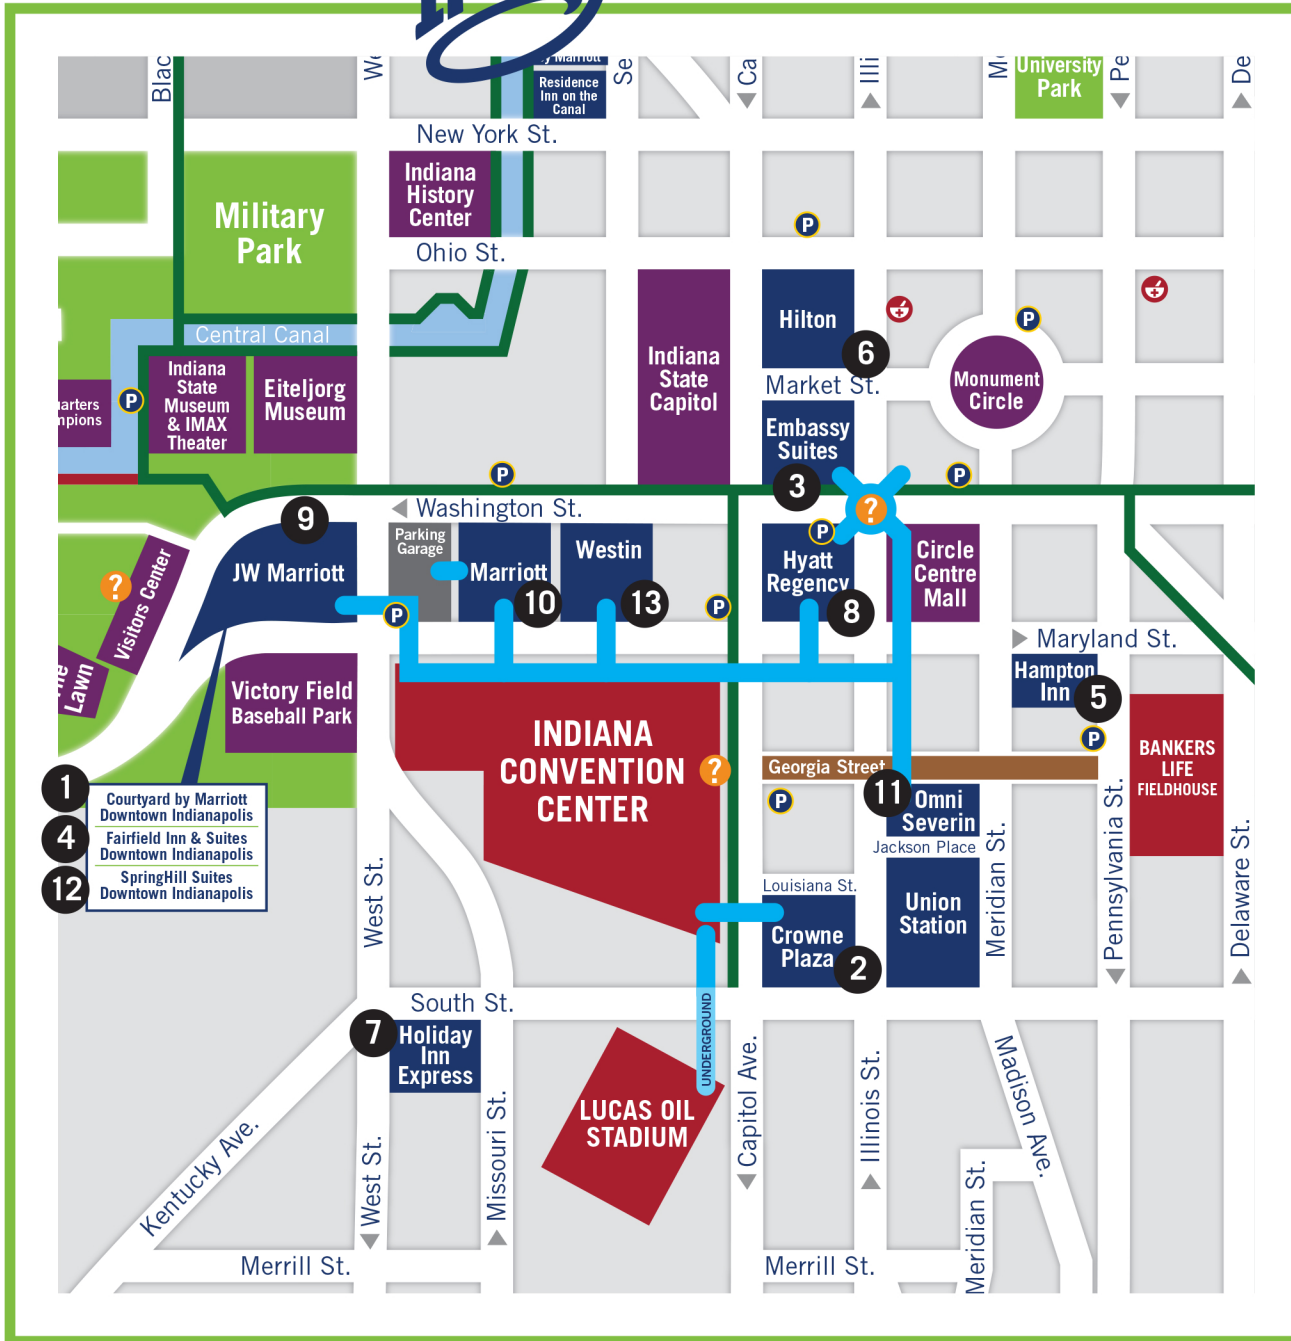 Residence
Inn on the
Canal
University
Park
New York St.
Indiana
History
Center
Military
Park
P
Ohio St.
Hilton
6
P
Central Canal
Indiana
State
Capitol
Market St.
Monument
Circle
Indiana
State
Museum
& IMAX
Theater
Eiteljorg
Museum
P
Embassy
Suites
3
P
P
?
9
Washington St.
Parking
Garage
JW Marriott
Marriott
10
Westin
13
P
P
Hyatt
Regency
8
P
Circle
Centre
Mall
?
Visitors Center
Lawn
Maryland St.
Hampton
Inn
5
P
Victory Field
Baseball Park
INDIANA
CONVENTION
CENTER
?
Georgia Street
P
11
Omni
Severin
BANKERS
LIFE
FIELDHOUSE
1
Courtyard by Marriott
Downtown Indianapolis
4
Fairfield Inn & Suites
Downtown Indianapolis
12
SpringHill Suites
Downtown Indianapolis
West St.
Jackson Place
Louisiana St.
Crowne
Plaza
2
Union
Station
Meridian St.
Pennsylvania St.
Delaware St.
South St.
UNDERGROUND
7
Holiday
Inn
Express
LUCAS OIL
STADIUM
Kentucky Ave.
West St.
Missouri St.
Capitol Ave.
Illinois St.
Madison Ave.
Meridian St.
Merrill St.
Merrill St.